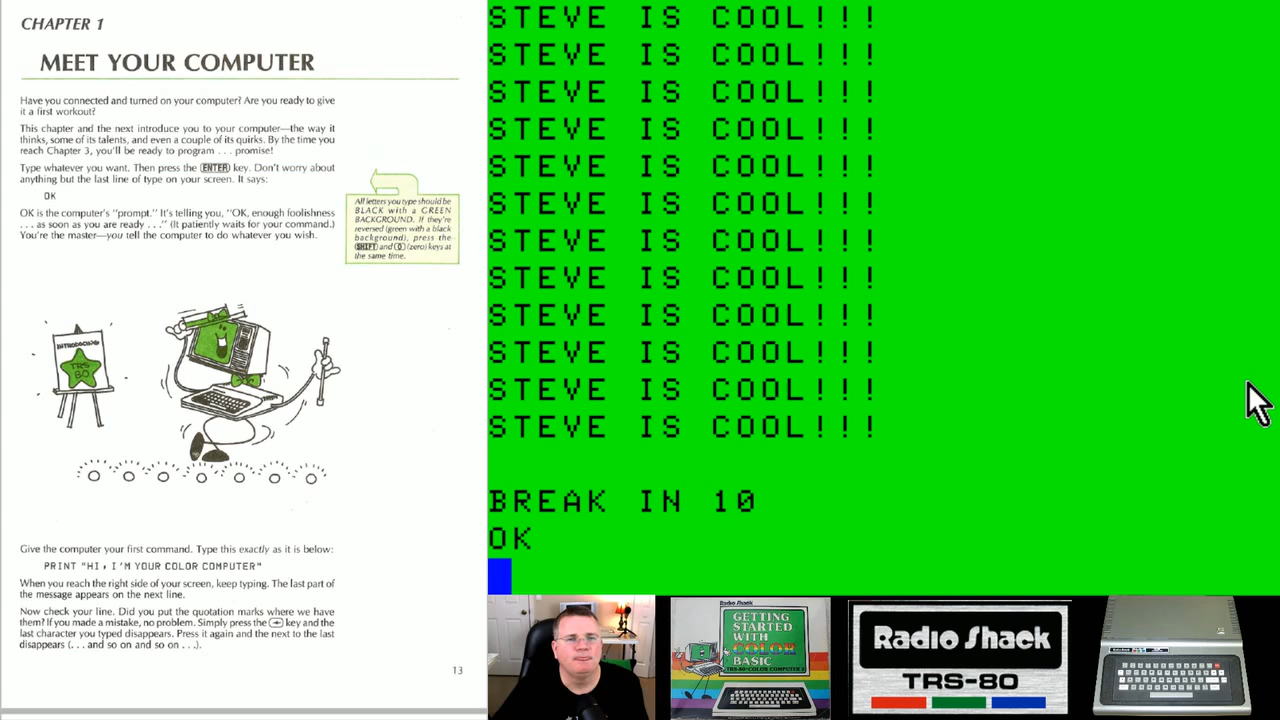 CHAPTER 1
MEET YOUR COMPUTER
Have you connected and turned on your computer? Are you ready to give
it a first workout?
This chapter and the next introduce you to your computer—the way it
thinks, some of its talents, and even a couple of its quirks. By the time you
reach Chapter 3, you'll be ready to program . . . promise!
Type whatever you want. Then press the ENTER key. Don't worry about
anything but the last line of type on your screen. It says:
OK
OK is the computer's "prompt." It's telling you, "OK, enough foolishness
. . . as soon as you are ready . . ." (It patiently waits for your command.)
You're the master—you tell the computer to do whatever you wish.
All letters you type should be
BLACK with a GREEN
BACKGROUND. If they're
reversed (green with a black
background), press the
SHIFT and 0 (zero) keys at
the same time.
INTRODUCING
TRS
80
Give the computer your first command. Type this exactly as it is below:
PRINT "HI, I'M YOUR COLOR COMPUTER"
When you reach the right side of your screen, keep typing. The last part of
the message appears on the next line.
Now check your line. Did you put the quotation marks where we have
them? If you made a mistake, no problem. Simply press the ← key and the
last character you typed disappears. Press it again and the next to the last
disappears (. . . and so on and so on . . .).
13
STEVE IS COOL!!!
STEVE IS COOL!!!
STEVE IS COOL!!!
STEVE IS COOL!!!
STEVE IS COOL!!!
STEVE IS COOL!!!
STEVE IS COOL!!!
STEVE IS COOL!!!
STEVE IS COOL!!!
STEVE IS COOL!!!
STEVE IS COOL!!!
STEVE IS COOL!!!
BREAK IN 10
OK
Radio Shack
GETTING
STARTED
WITH
COLOR
BASIC
TRS-80 COLOR COMPUTER
Radio Shack
TRS-80